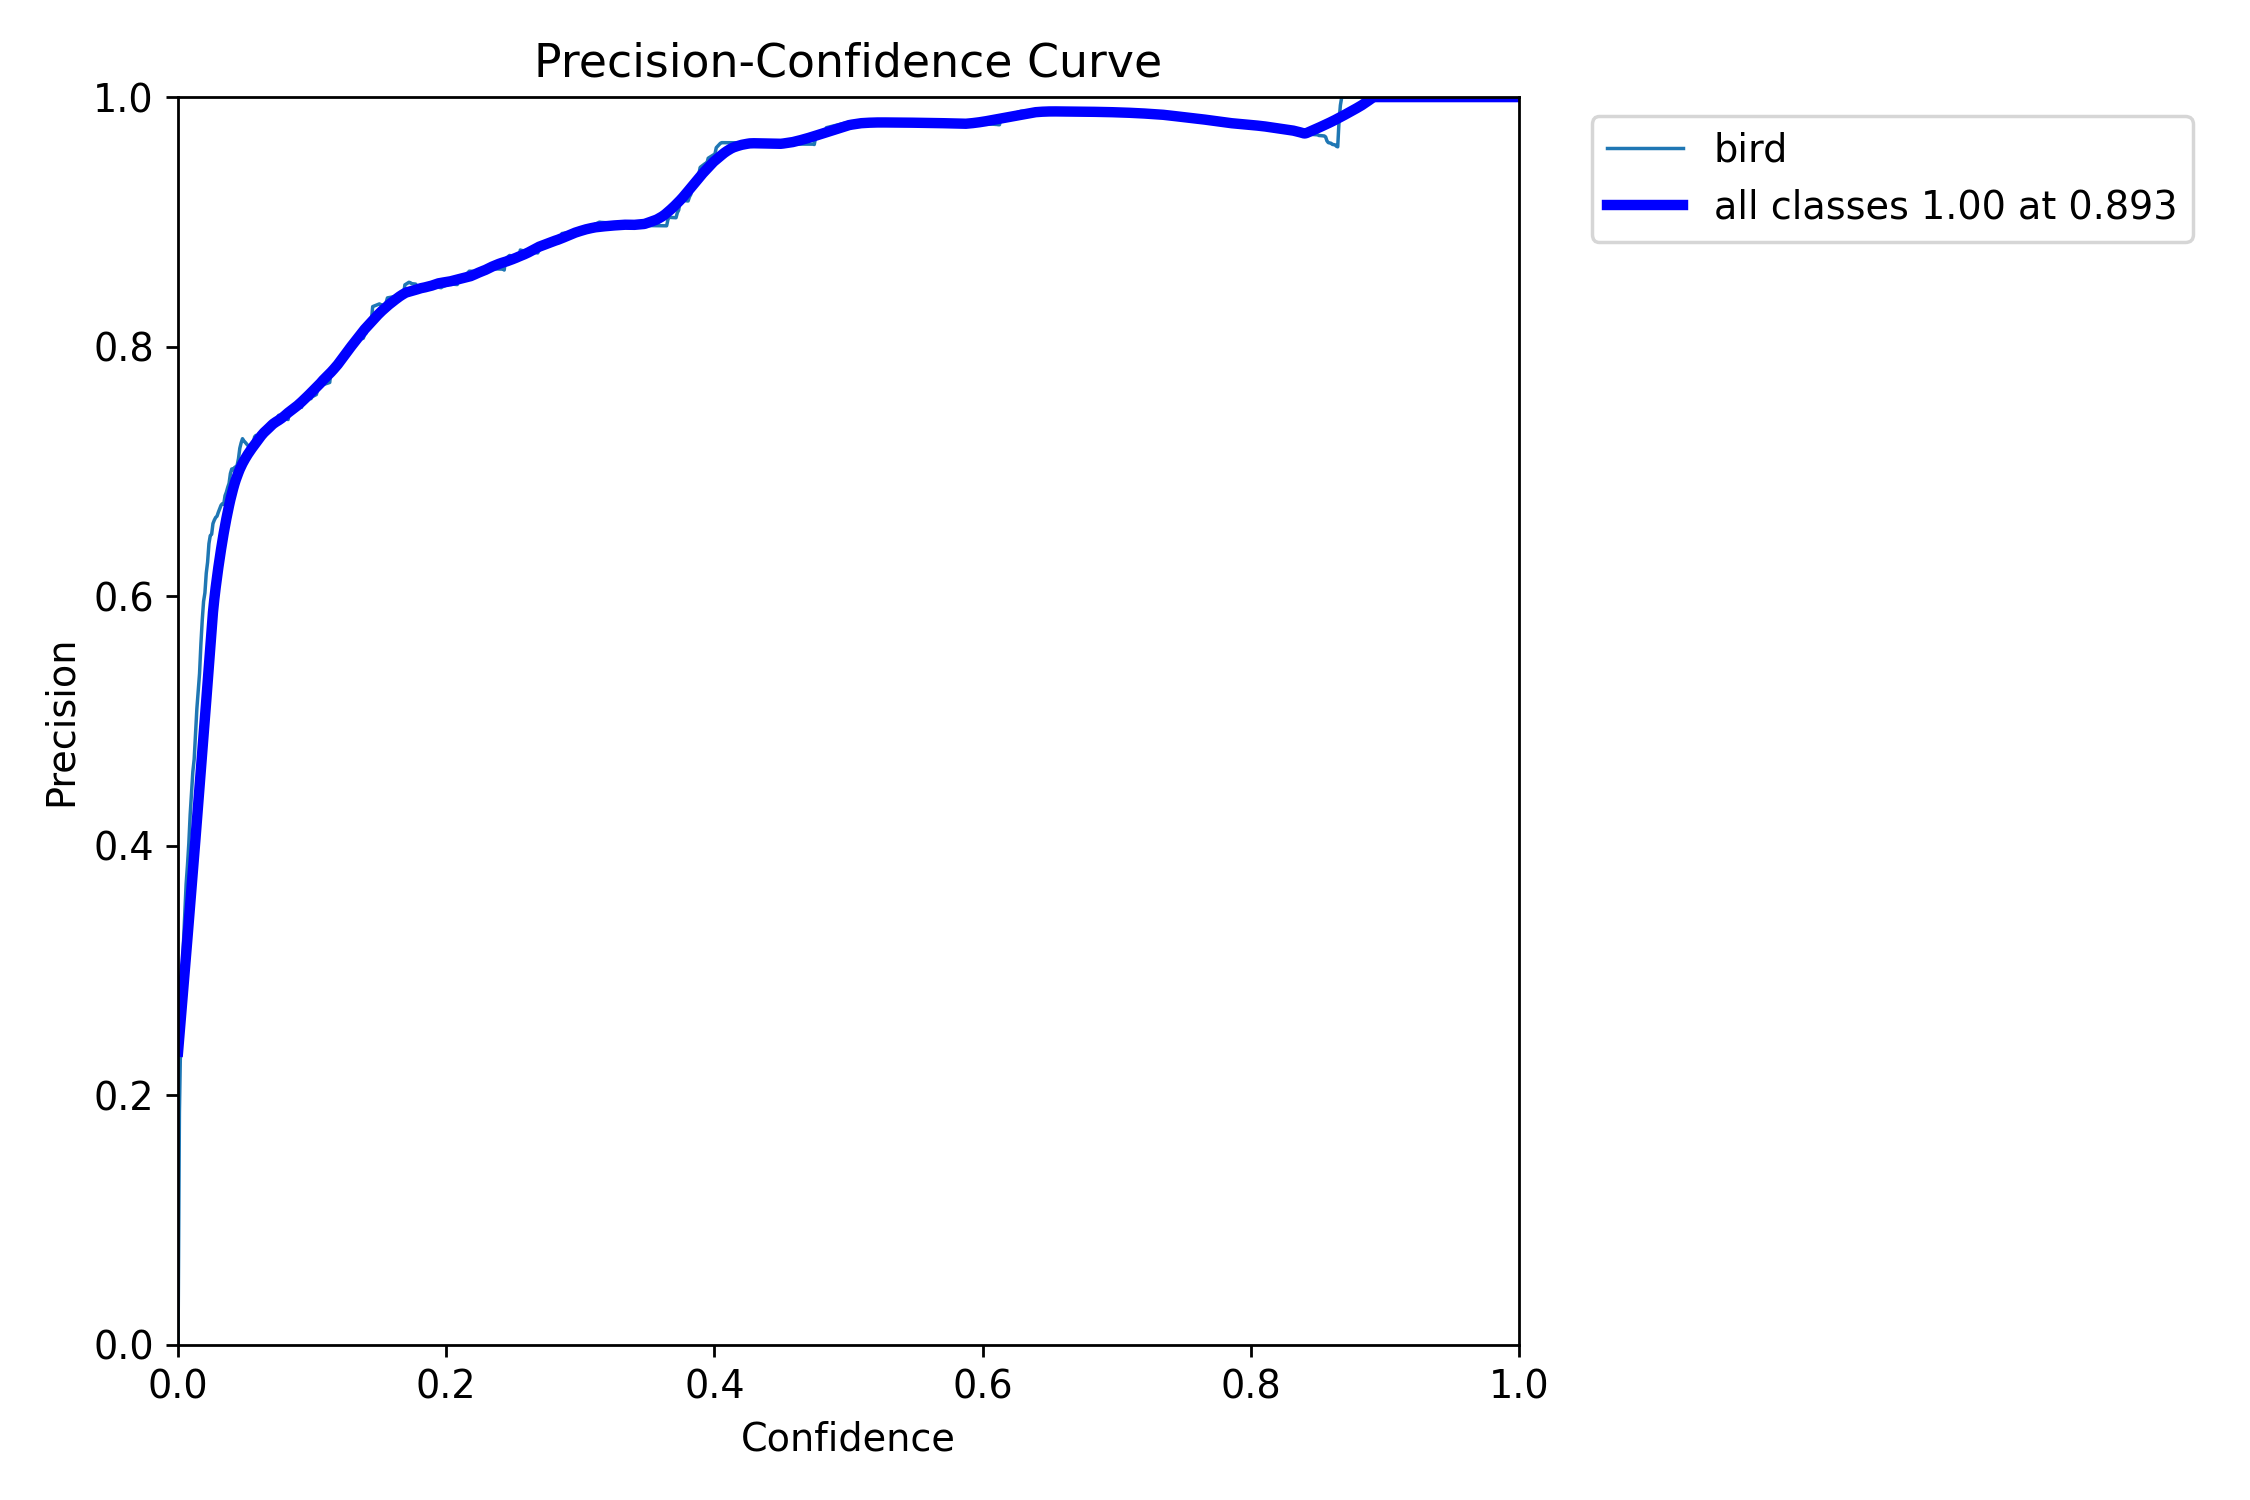 Precision-Confidence Curve
1.0
0.8
0.6
0.4
0.2
0.0
Precision
0.0 0.2 0.4 0.6 0.8 1.0
Confidence
bird
all classes 1.00 at 0.893